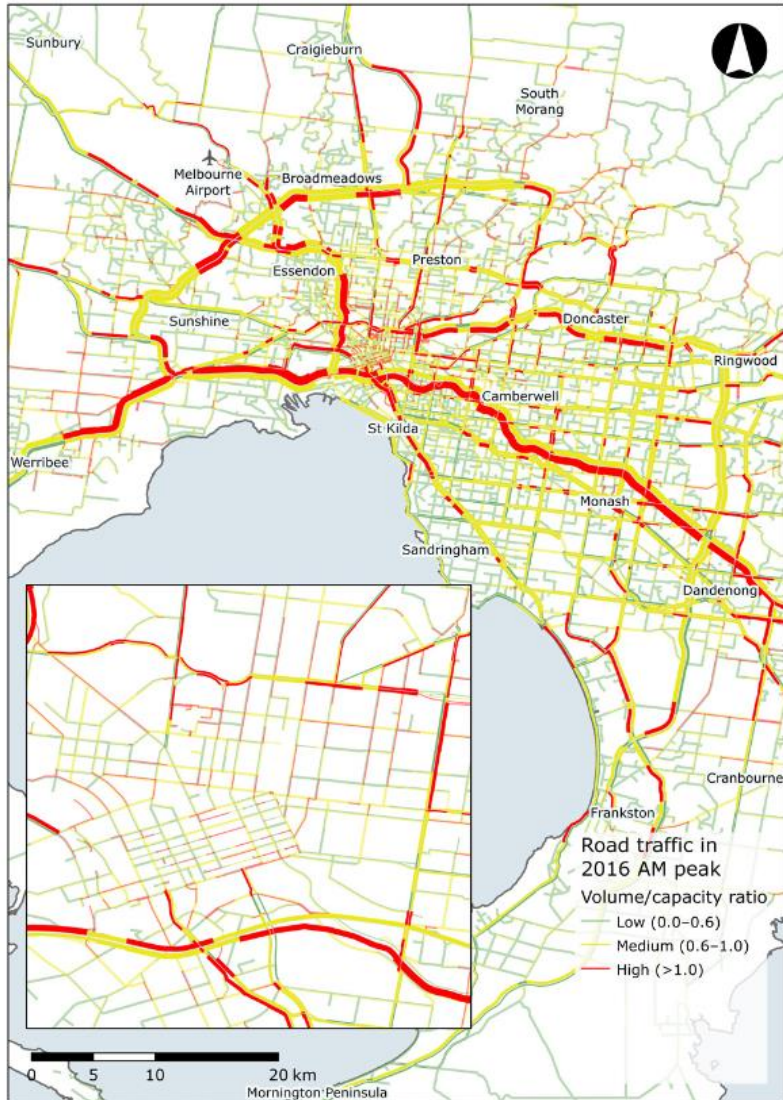 Sunbury
Craigieburn
South
Morang
Melbourne
Airport
Broadmeadows
Essendon
Preston
Sunshine
Doncaster
Ringwood
Camberwell
St Kilda
Werribee
Monash
Sandringham
Dandenong
Cranbourne
Frankston
Road traffic in
2016 AM peak
Volume/capacity ratio
Low (0.0–0.6)
Medium (0.6–1.0)
High (>1.0)
0 5 10 20 km
Mornington Peninsula